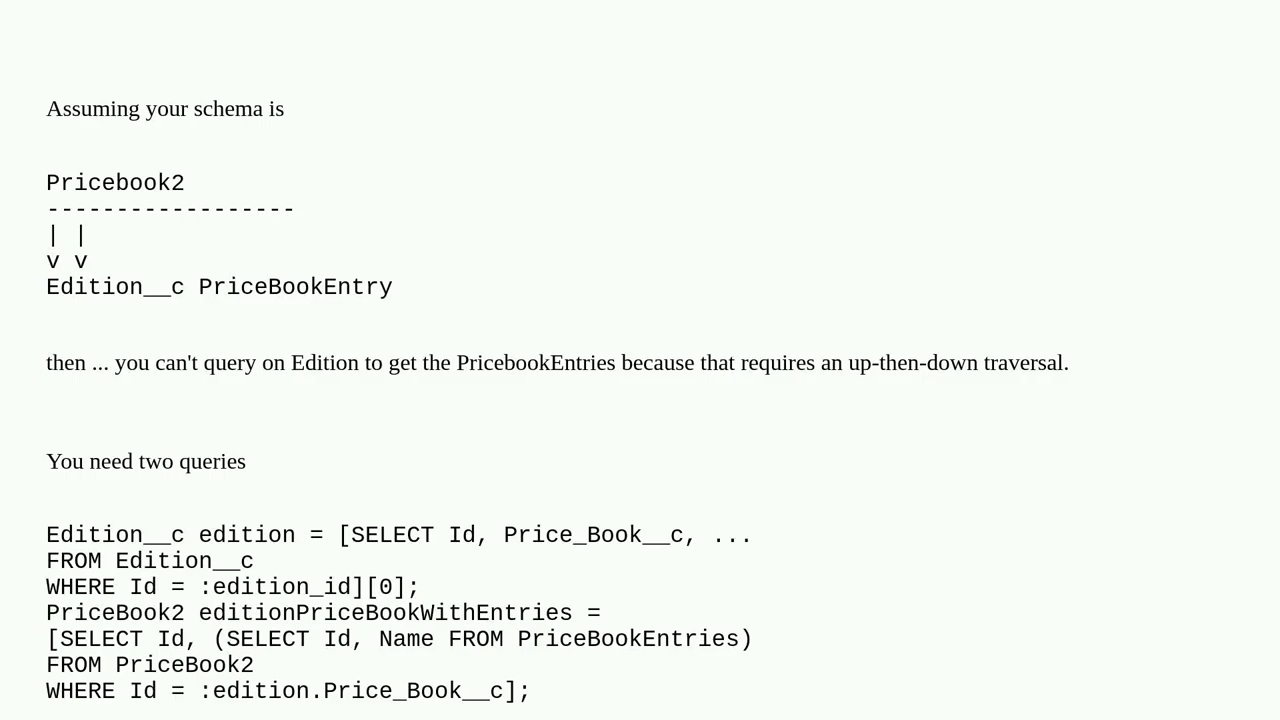 Assuming your schema is
Pricebook2
------------------
| |
v v
Edition__c PriceBookEntry
then ... you can't query on Edition to get the PricebookEntries because that requires an up-then-down traversal.
You need two queries
Edition__c edition = [SELECT Id, Price_Book__c, ...
FROM Edition__c
WHERE Id = :edition_id][0];
PriceBook2 editionPriceBookWithEntries =
[SELECT Id, (SELECT Id, Name FROM PriceBookEntries)
FROM PriceBook2
WHERE Id = :edition.Price_Book__c];